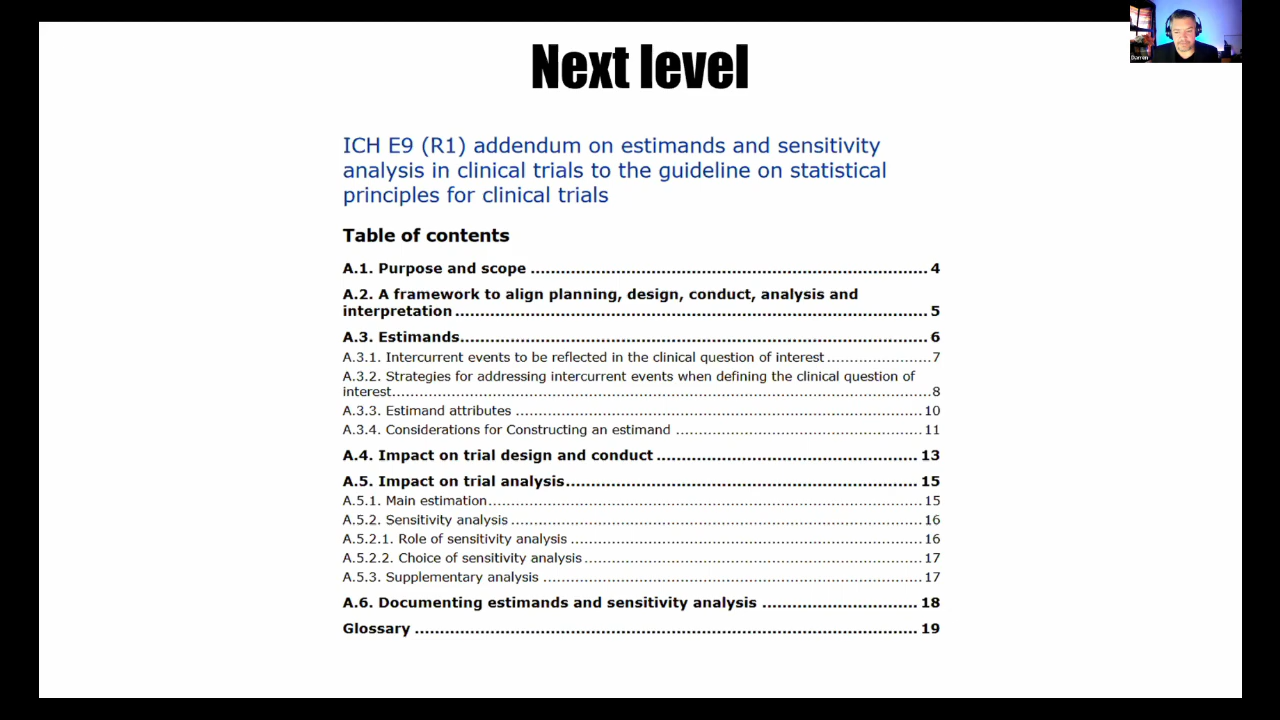 Next level
Darren
ICH E9 (R1) addendum on estimands and sensitivity
analysis in clinical trials to the guideline on statistical
principles for clinical trials
Table of contents
A.1. Purpose and scope ............................................................................. 4
A.2. A framework to align planning, design, conduct, analysis and
interpretation ............................................................................................. 5
A.3. Estimands............................................................................................ 6
A.3.1. Intercurrent events to be reflected in the clinical question of interest .......................7
A.3.2. Strategies for addressing intercurrent events when defining the clinical question of
interest..........................................................................................................................8
A.3.3. Estimand attributes ............................................................................................. 10
A.3.4. Considerations for Constructing an estimand ....................................................... 11
A.4. Impact on trial design and conduct .................................................... 13
A.5. Impact on trial analysis...................................................................... 15
A.5.1. Main estimation................................................................................................... 15
A.5.2. Sensitivity analysis .............................................................................................. 16
A.5.2.1. Role of sensitivity analysis ................................................................................. 16
A.5.2.2. Choice of sensitivity analysis .............................................................................. 17
A.5.3. Supplementary analysis ....................................................................................... 17
A.6. Documenting estimands and sensitivity analysis ................................ 18
Glossary .................................................................................................... 19